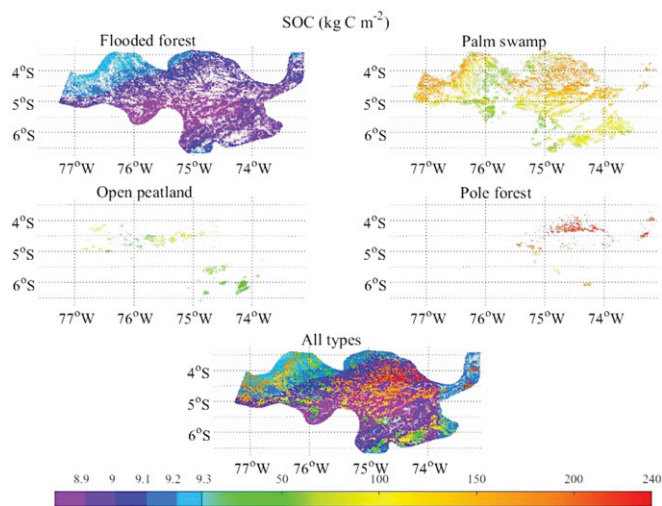 SOC (kg C m⁻²)
Flooded forest
Palm swamp
4°S
5°S
6°S
77°W 76°W 75°W 74°W
4°S
5°S
6°S
77°W 76°W 75°W 74°W
Open peatland
Pole forest
4°S
5°S
6°S
77°W 76°W 75°W 74°W
4°S
5°S
6°S
77°W 76°W 75°W 74°W
All types
4°S
5°S
6°S
77°W 76°W 75°W 74°W
8.9 9 9.1 9.2 9.3 50 100 150 200 240